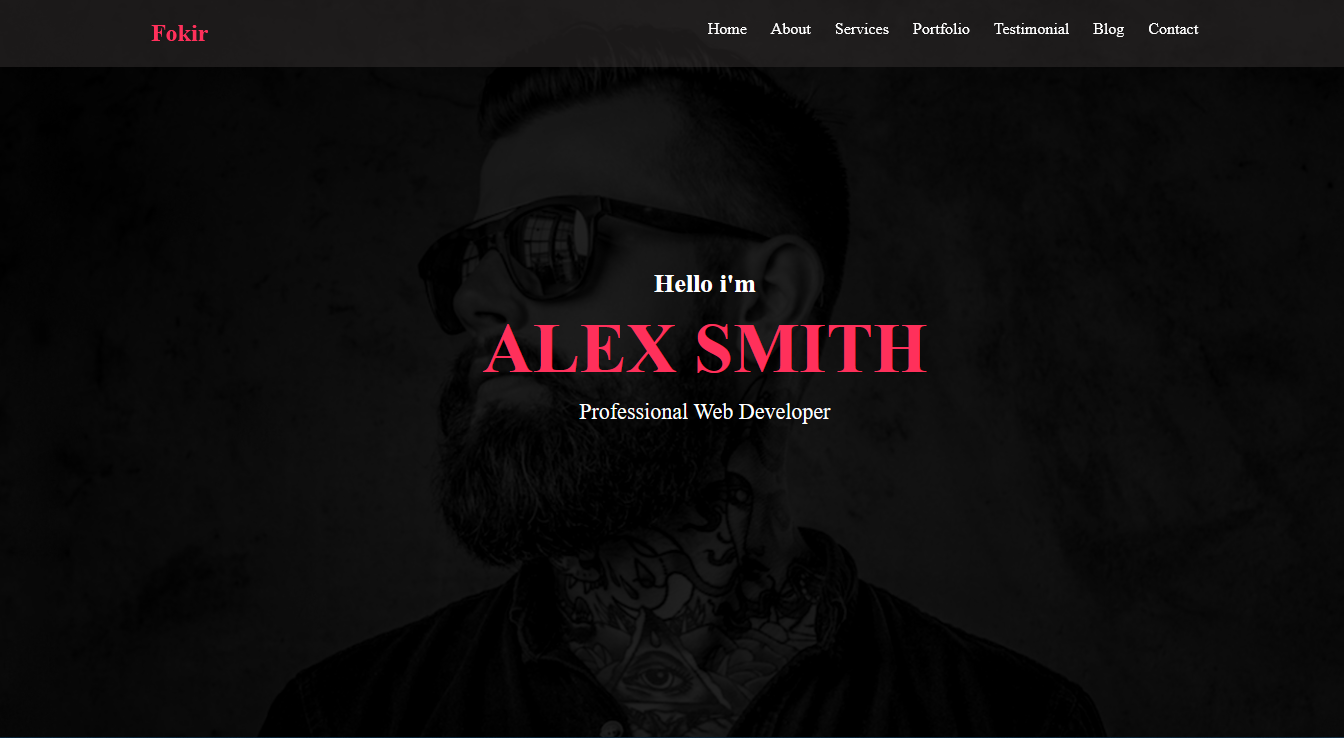 Fokir
Home About Services Portfolio Testimonial Blog Contact
Hello i'm
ALEX SMITH
Professional Web Developer